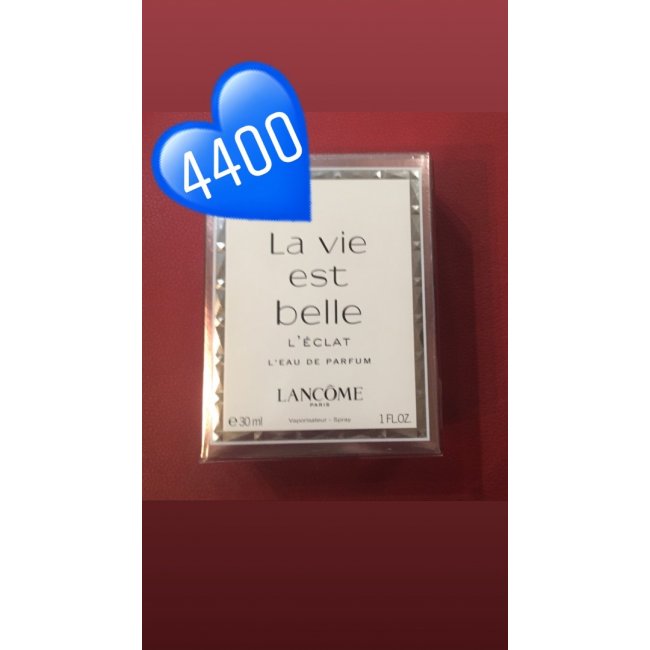 4400
La vie
est
belle
L'ÉCLAT
L'EAU DE PARFUM
LANCÔME
PARIS
e 30 ml Vaporisateur - Spray 1 FL.OZ.